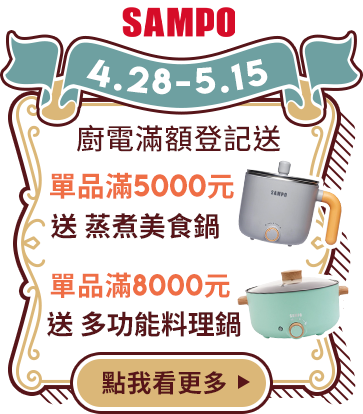 SAMPO
4.28-5.15
廚電滿額登記送
單品滿5000元
送 蒸煮美食鍋
SAMPO
單品滿8000元
送 多功能料理鍋
點我看更多 ▶